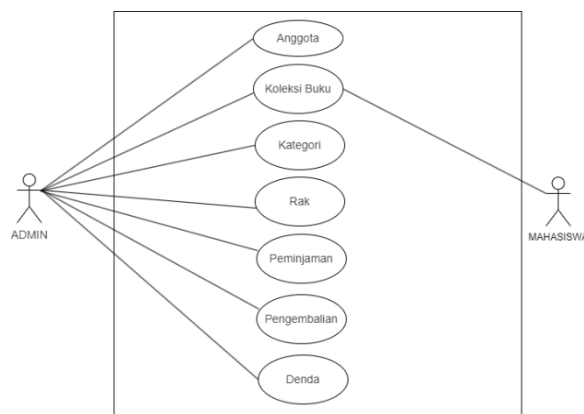 Anggota
Koleksi Buku
Kategori
Rak
Peminjaman
Pengembalian
Denda
ADMIN
MAHASISWA